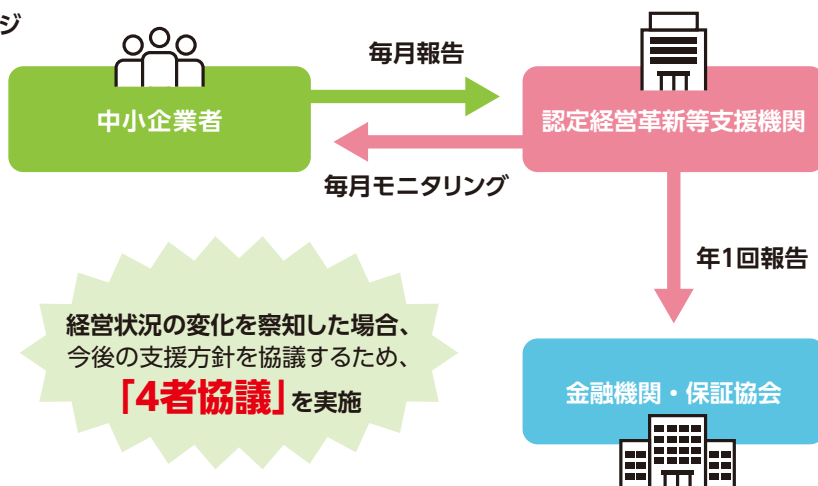 ジ
毎月報告
中小企業者
認定経営革新等支援機関
毎月モニタリング
年1回報告
経営状況の変化を察知した場合、
今後の支援方針を協議するため、
「4者協議」を実施
金融機関・保証協会